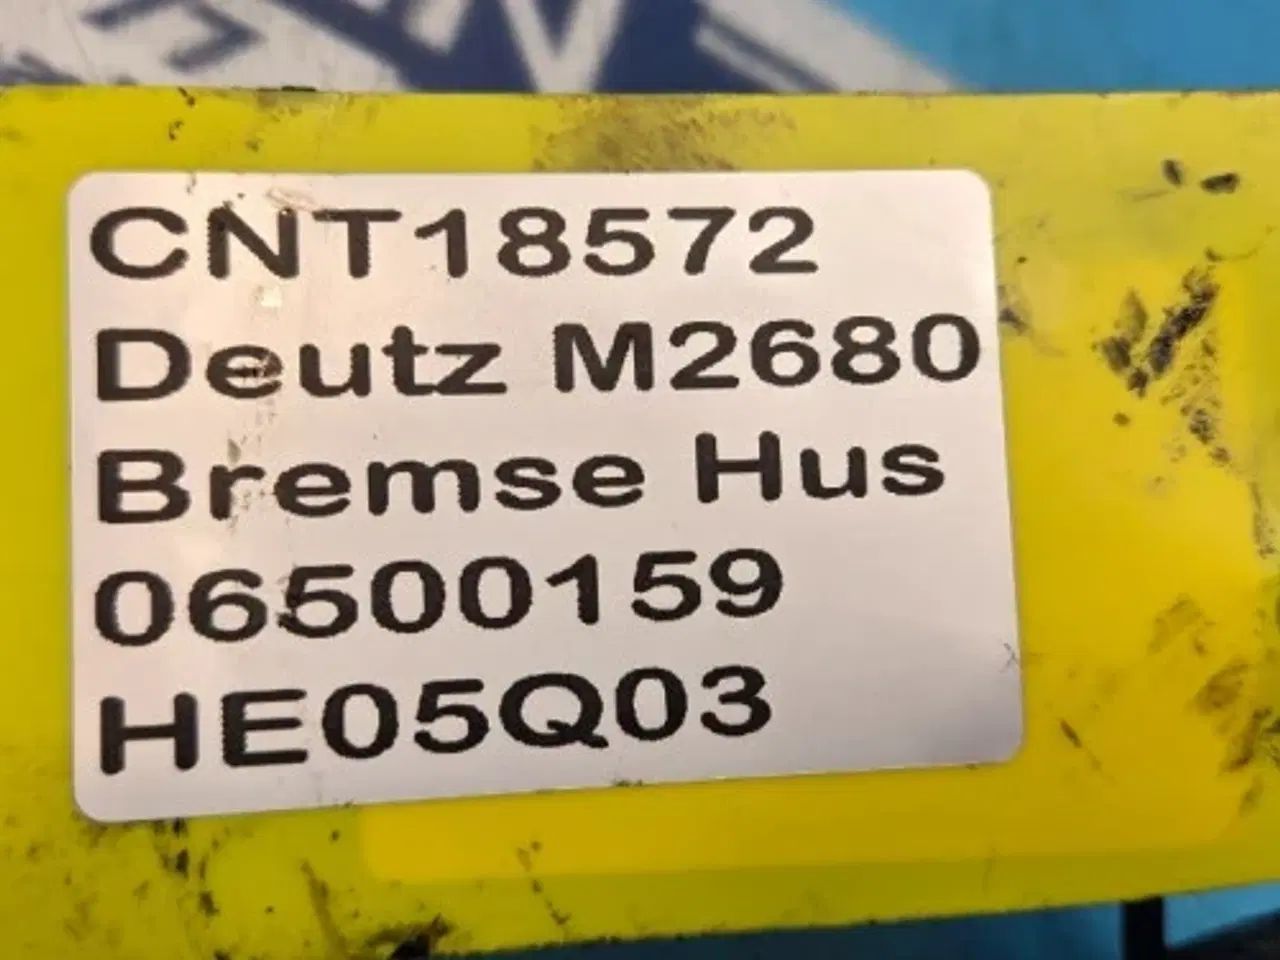 CNT18572
Deutz M2680
Bremse Hus
06500159
HE05Q03